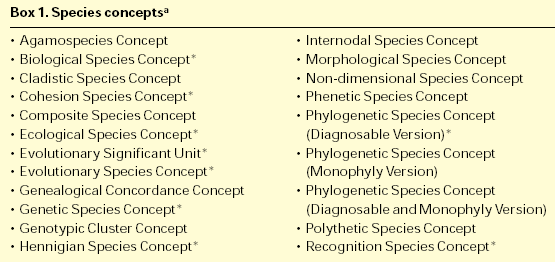 Box 1. Species conceptsa
• Agamospecies Concept
• Biological Species Concept*
• Cladistic Species Concept
• Cohesion Species Concept*
• Composite Species Concept
• Ecological Species Concept*
• Evolutionary Significant Unit*
• Evolutionary Species Concept*
• Genealogical Concordance Concept
• Genetic Species Concept*
• Genotypic Cluster Concept
• Hennigian Species Concept*
• Internodal Species Concept
• Morphological Species Concept
• Non-dimensional Species Concept
• Phenetic Species Concept
• Phylogenetic Species Concept
(Diagnosable Version)*
• Phylogenetic Species Concept
(Monophyly Version)
• Phylogenetic Species Concept
(Diagnosable and Monophyly Version)
• Polythetic Species Concept
• Recognition Species Concept*